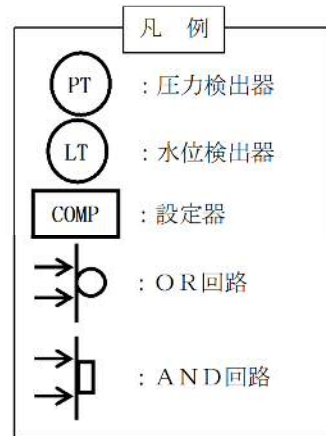 凡 例
PT :圧力検出器
LT :水位検出器
COMP :設定器
:OR回路
:AND回路